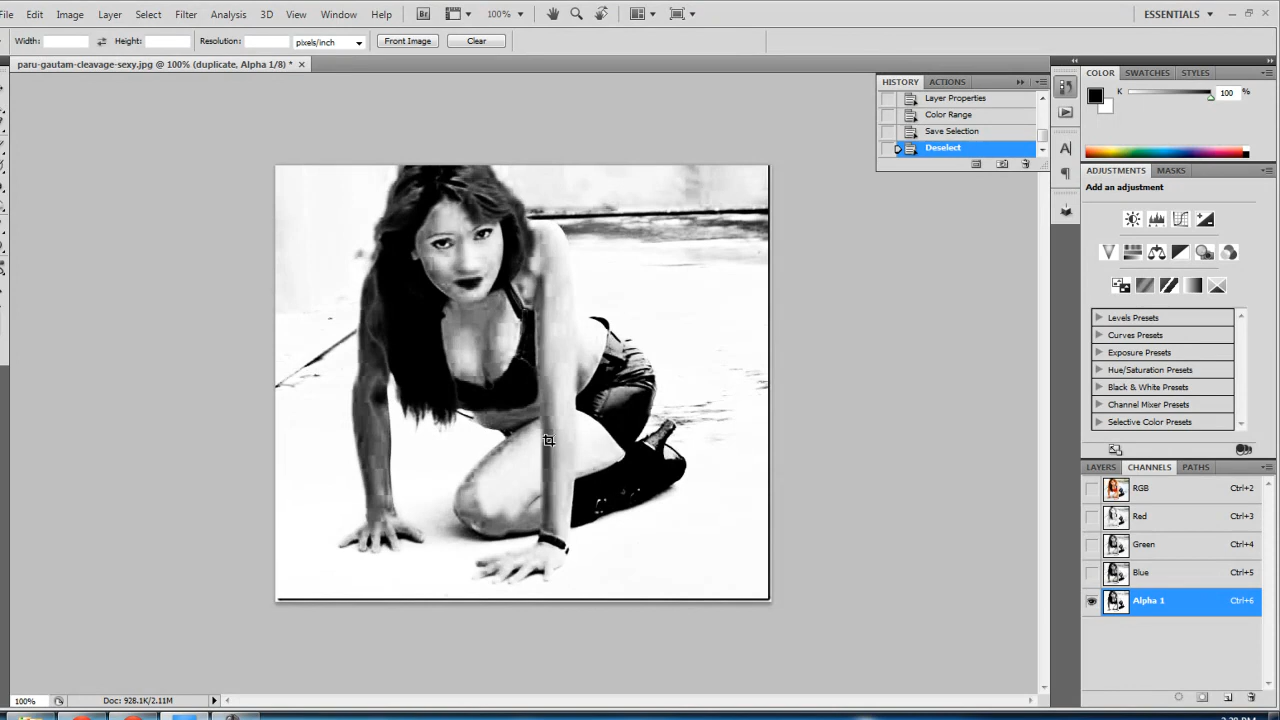 File Edit Image Layer Select Filter Analysis 3D View Window Help Br 100% ESSENTIALS
Width: Height: Resolution: pixels/inch Front Image Clear
paru-gautam-cleavage-sexy.jpg @ 100% (duplicate, Alpha 1/8) *
HISTORY ACTIONS
Layer Properties
Color Range
Save Selection
Deselect
COLOR SWATCHES STYLES
K 100 %
ADJUSTMENTS MASKS
Add an adjustment
Levels Presets
Curves Presets
Exposure Presets
Hue/Saturation Presets
Black & White Presets
Channel Mixer Presets
Selective Color Presets
LAYERS CHANNELS PATHS
RGB Ctrl+2
Red Ctrl+3
Green Ctrl+4
Blue Ctrl+5
Alpha 1 Ctrl+6
100% Doc: 928.1K/2.11M